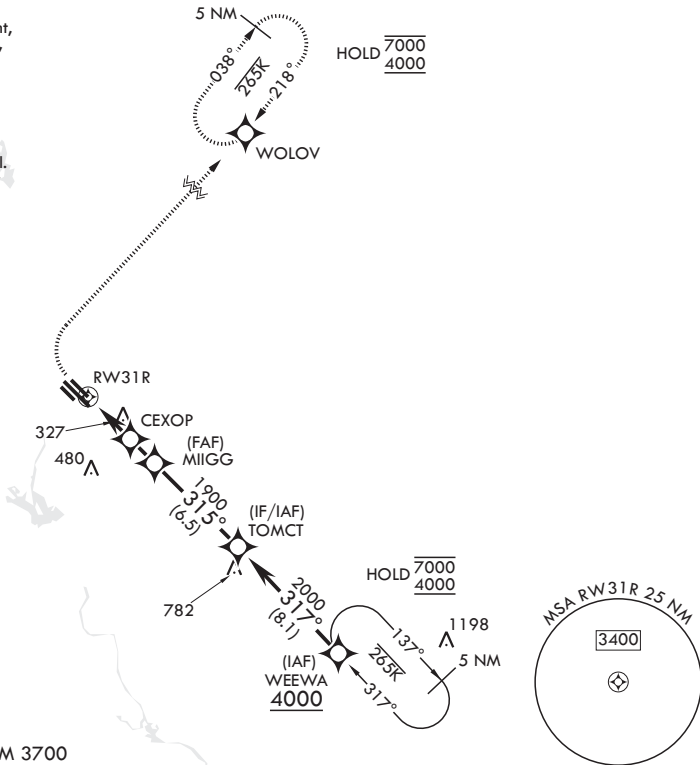 nt,
l.
5 NM
038°
265K
218°
HOLD 7000
4000
WOLOV
RW31R
CEXOP
327
480
(FAF)
MIIGG
1900
315°
(6.5)
(IF/IAF)
TOMCT
782
2000
317°
(8.1)
HOLD 7000
4000
137°
265K
317°
1198
5 NM
(IAF)
WEEWA
4000
MSA RW31R 25 NM
3400
M 3700